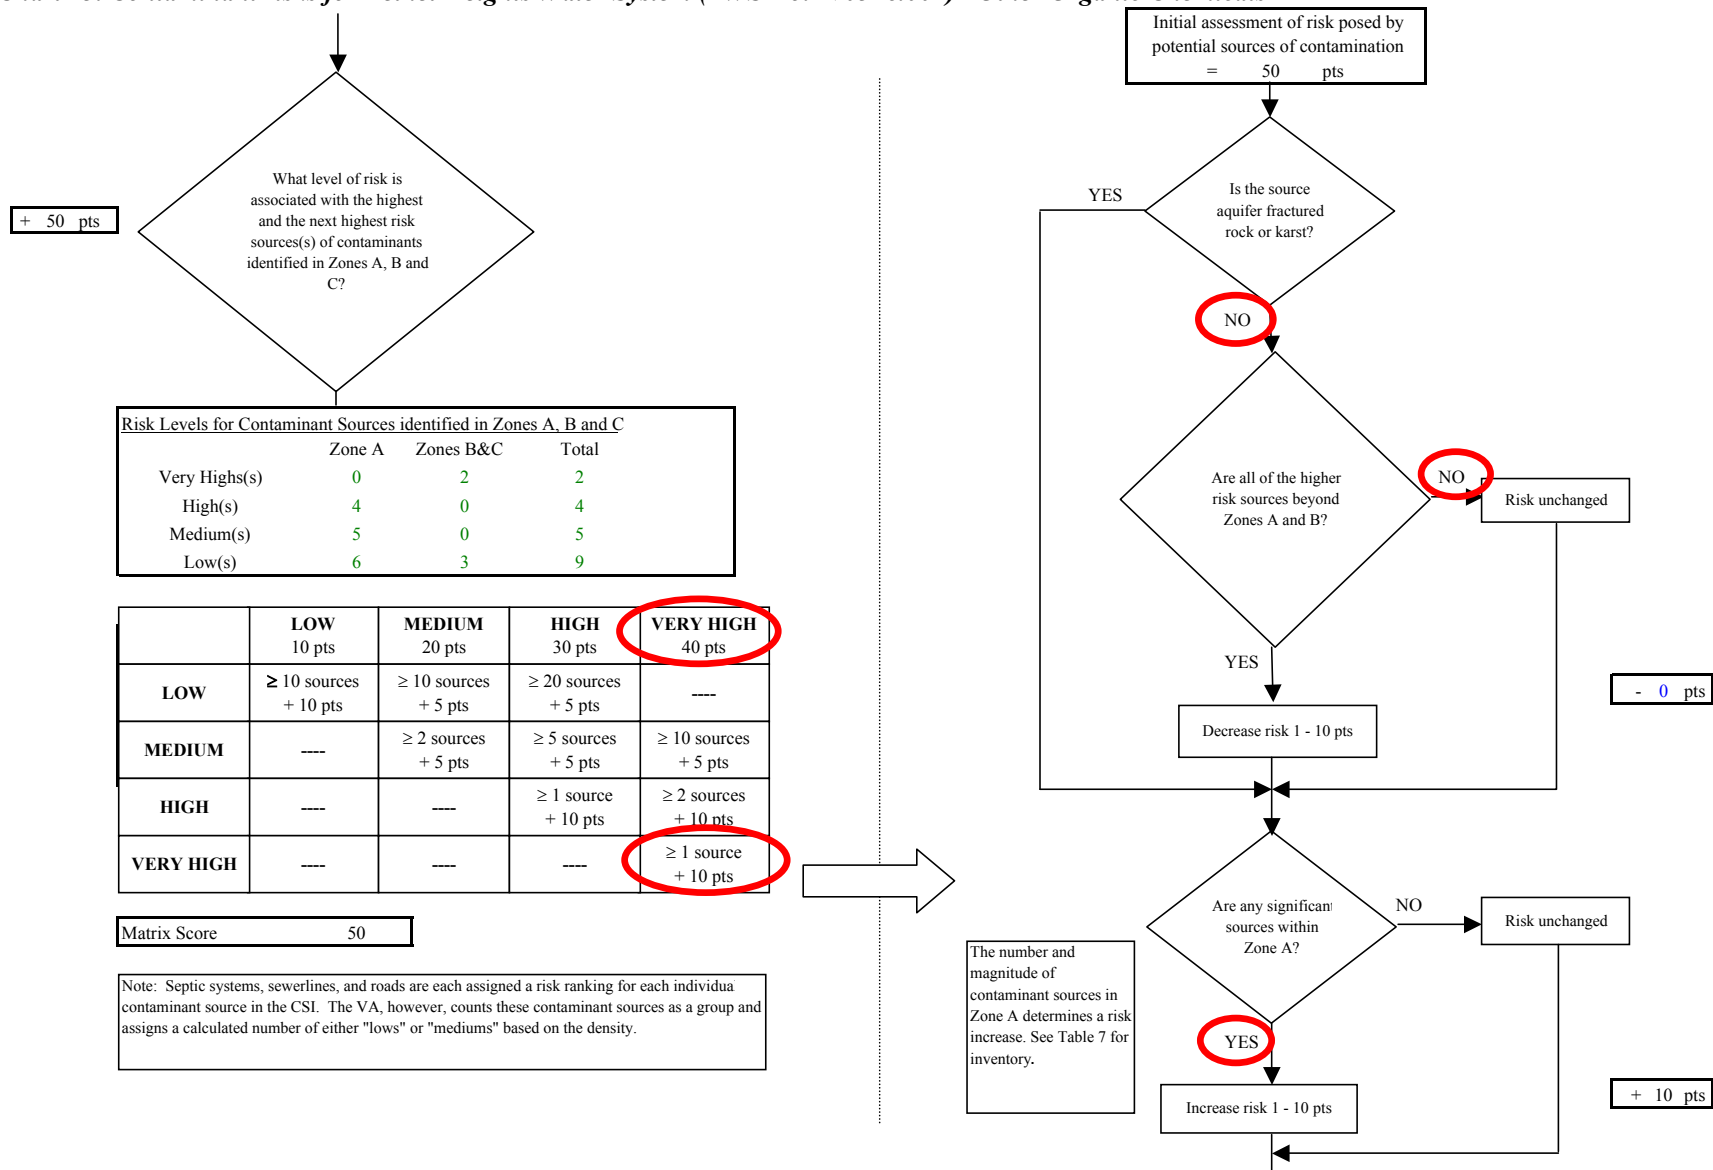 What level of risk is
associated with the highest
and the next highest risk
sources(s) of contaminants
identified in Zones A, B and
C?
+ 50 pts
Risk Levels for Contaminant Sources identified in Zones A, B and C
Zone A Zones B&C Total
Very Highs(s) 0 2 2
High(s) 4 0 4
Medium(s) 5 0 5
Low(s) 6 3 9
LOW MEDIUM HIGH VERY HIGH
10 pts 20 pts 30 pts 40 pts
LOW ≥ 10 sources ≥ 10 sources ≥ 20 sources ----
+ 10 pts + 5 pts + 5 pts
MEDIUM ---- ≥ 2 sources ≥ 5 sources ≥ 10 sources
+ 5 pts + 5 pts + 5 pts
HIGH ---- ---- ≥ 1 source ≥ 2 sources
+ 10 pts + 10 pts
VERY HIGH ---- ---- ---- ≥ 1 source
+ 10 pts
Matrix Score 50
Note: Septic systems, sewerlines, and roads are each assigned a risk ranking for each individua
contaminant source in the CSI. The VA, however, counts these contaminant sources as a group and
assigns a calculated number of either "lows" or "mediums" based on the density.
Initial assessment of risk posed by
potential sources of contamination
= 50 pts
Is the source
aquifer fractured
rock or karst?
YES
NO
Are all of the higher
risk sources beyond
Zones A and B?
NO
Risk unchanged
YES
- 0 pts
Decrease risk 1 - 10 pts
Are any significant
sources within
Zone A?
NO
Risk unchanged
The number and
magnitude of
contaminant sources in
Zone A determines a risk
increase. See Table 7 for
inventory.
YES
Increase risk 1 - 10 pts
+ 10 pts